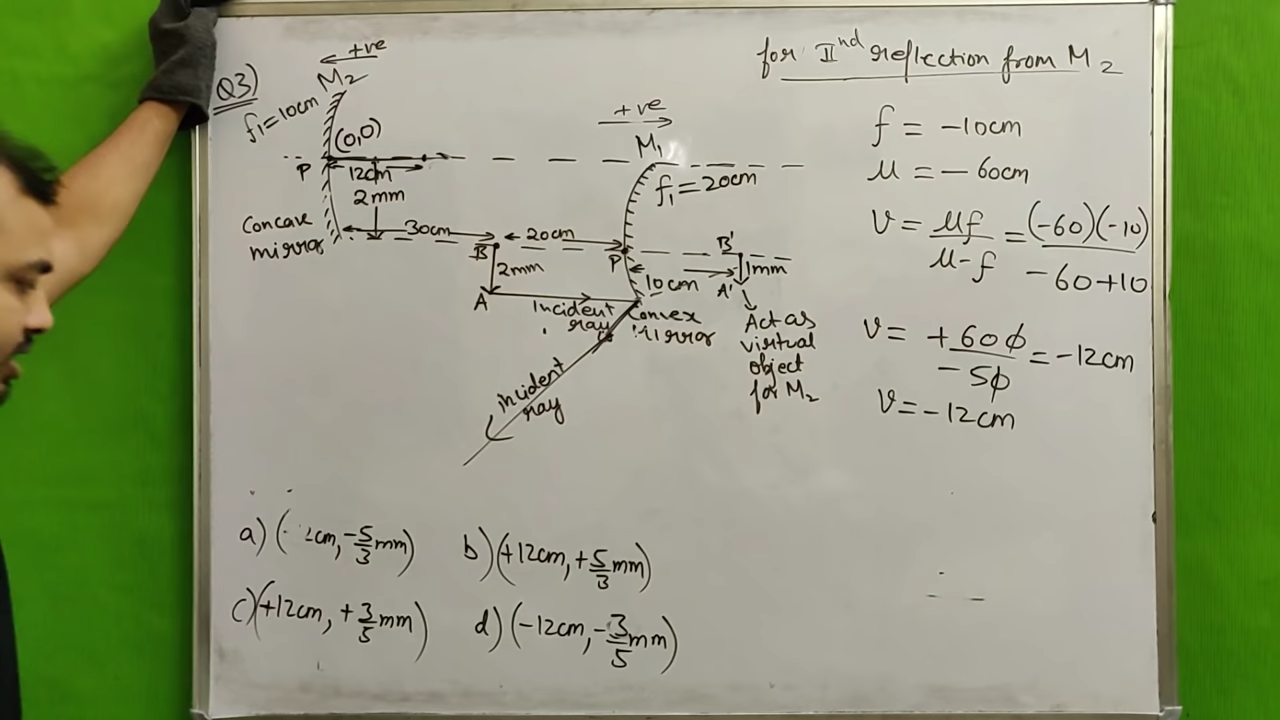 Q3)
+ve
M2
f1=10cm
(0,0)
P
12cm
2mm
Concave
mirror
30cm
20cm
B
2mm
A
Incident
ray
incident
ray
+ve
M1
f1=20cm
P
10cm
B'
1mm
A'
Convex
mirror
Act as
virtual
object
for M2
for IInd reflection from M2
f = -10cm
u = -60cm
v = uf/u-f = (-60)(-10)/-60+10
v = +600/-50 = -12cm
v = -12cm
a) (-12cm, -5/3mm)
b) (+12cm, +5/3mm)
c) (+12cm, +3/5mm)
d) (-12cm, -3/5mm)